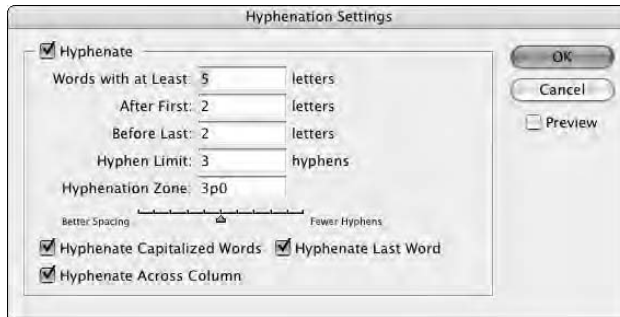 Hyphenation Settings
Hyphenate
Words with at Least: 5 letters
After First: 2 letters
Before Last: 2 letters
Hyphen Limit: 3 hyphens
Hyphenation Zone: 3p0
Better Spacing Fewer Hyphens
Hyphenate Capitalized Words Hyphenate Last Word
Hyphenate Across Column
OK
Cancel
Preview